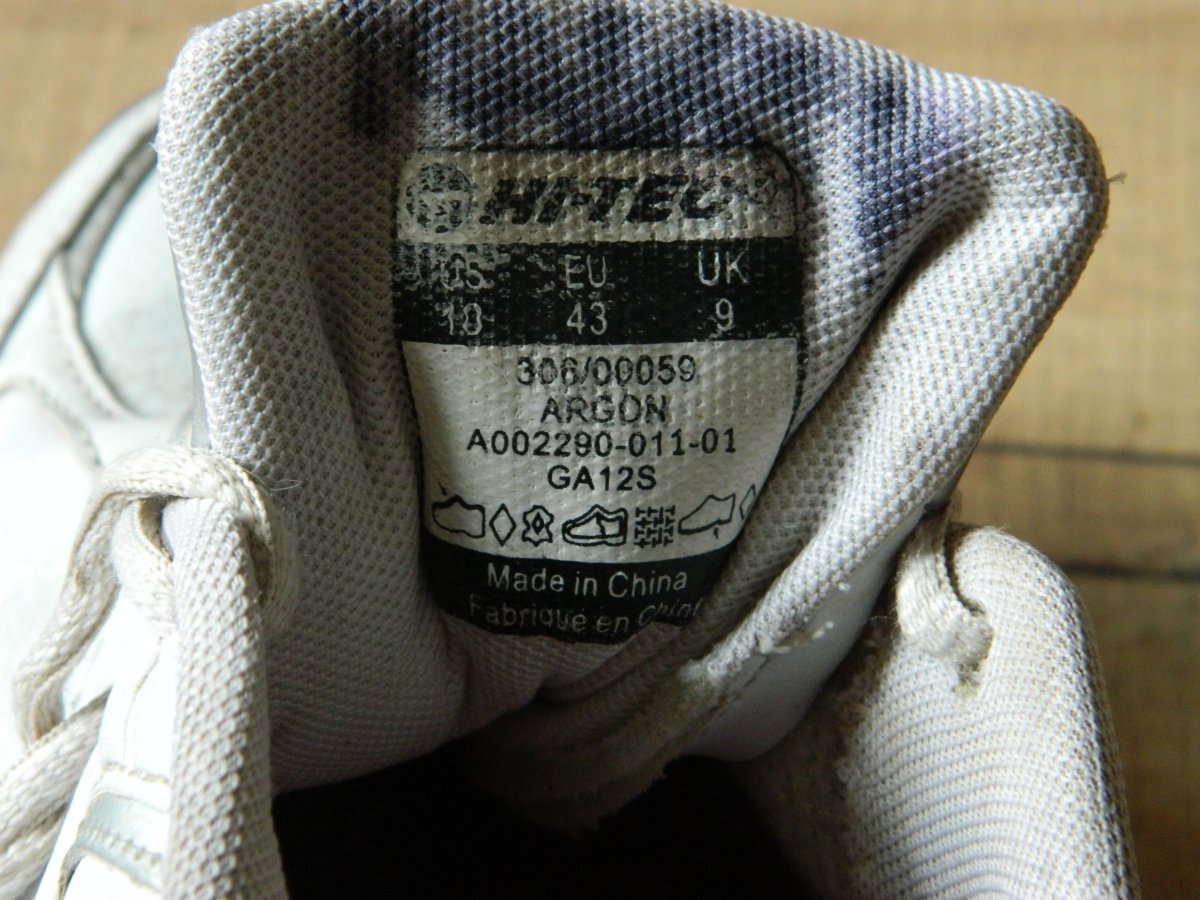 HI-TEC
US EU UK
10 43 9
306/00059
ARGON
A002290-011-01
GA12S
Made in China
Fabriqué en Chine